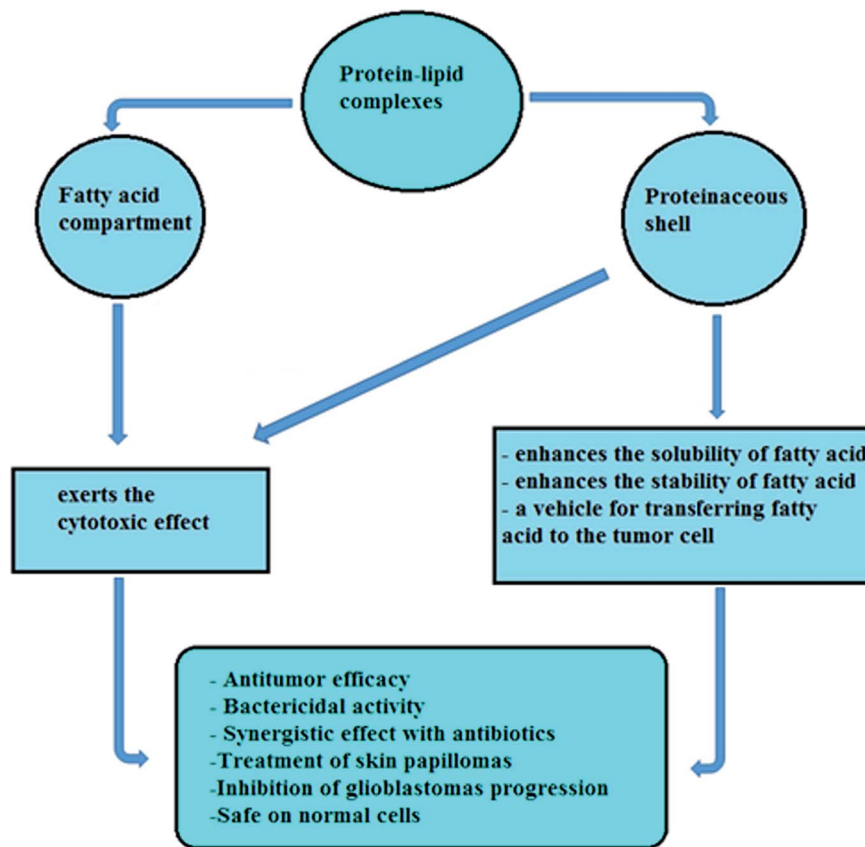 Protein-lipid
complexes
Fatty acid
compartment
Proteinaceous
shell
exerts the
cytotoxic effect
- enhances the solubility of fatty acid
- enhances the stability of fatty acid
- a vehicle for transferring fatty
acid to the tumor cell
- Antitumor efficacy
- Bactericidal activity
- Synergistic effect with antibiotics
-Treatment of skin papillomas
-Inhibition of glioblastomas progression
-Safe on normal cells